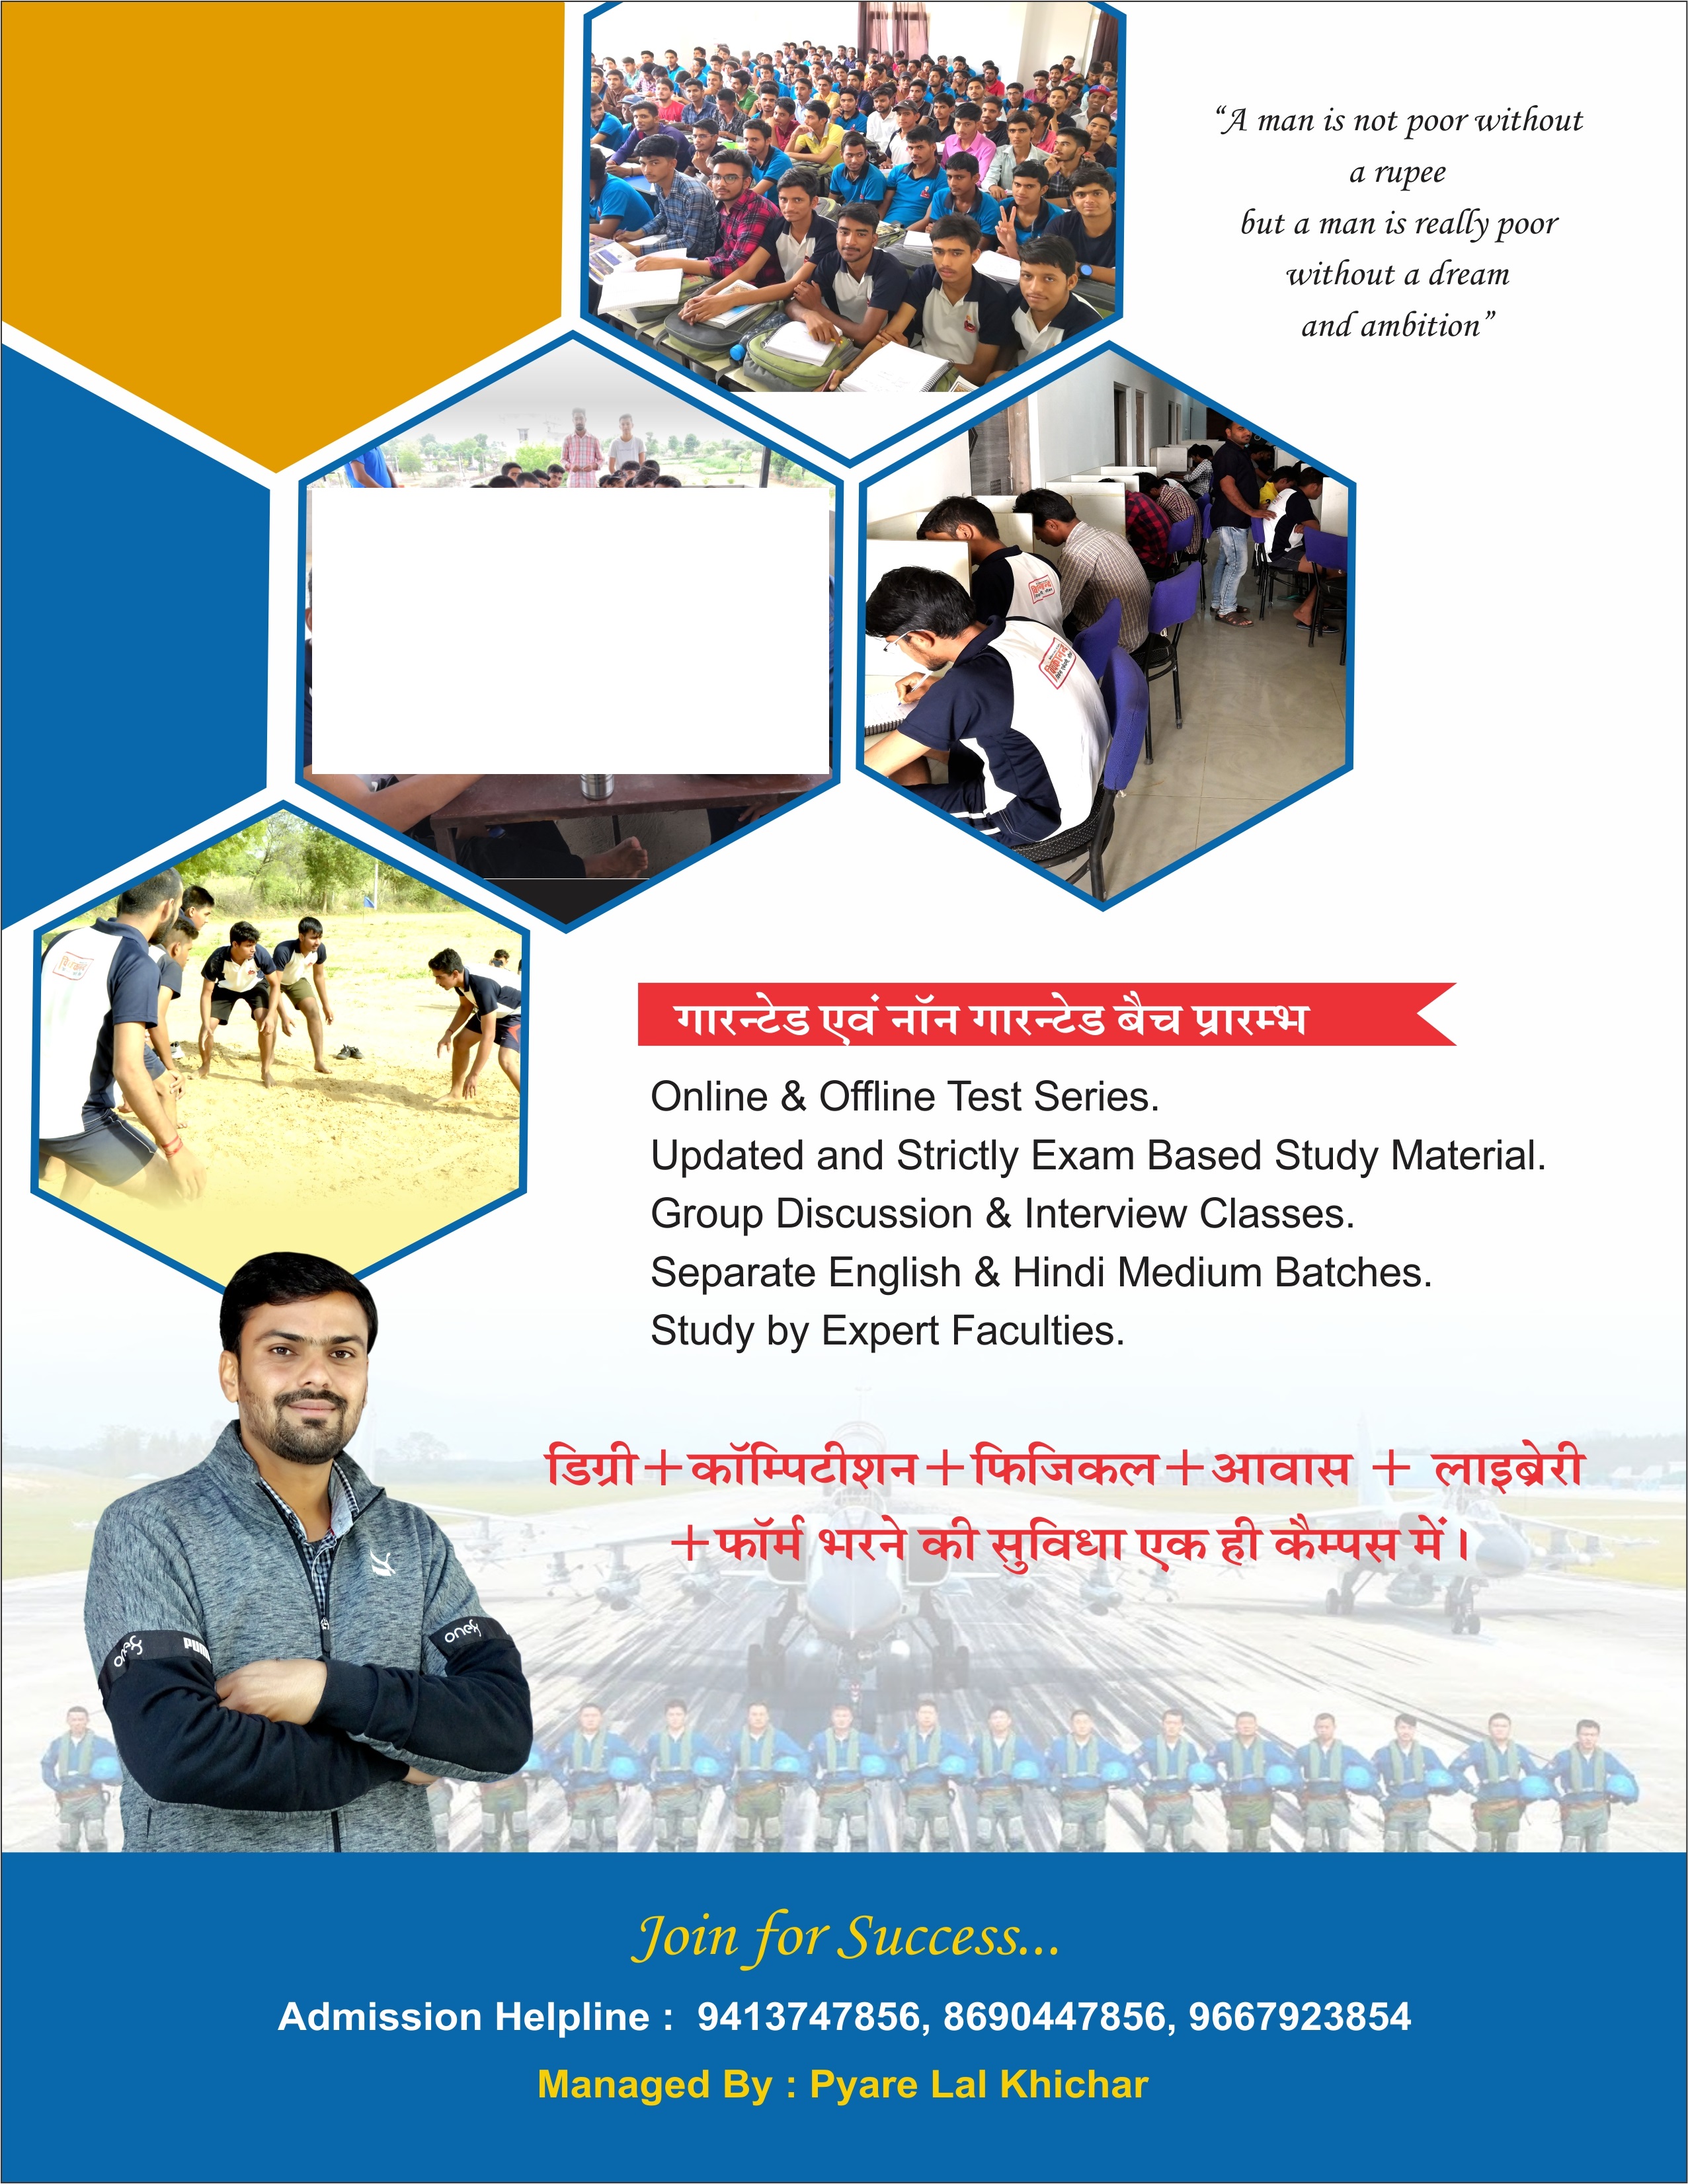 “A man is not poor without
a rupee
but a man is really poor
without a dream
and ambition”
गारन्टेड एवं नॉन गारन्टेड बैच प्रारम्भ
Online & Offline Test Series.
Updated and Strictly Exam Based Study Material.
Group Discussion & Interview Classes.
Separate English & Hindi Medium Batches.
Study by Expert Faculties.
डिग्री+कॉम्पिटीशन+फिजिकल+आवास + लाइब्रेरी
+फॉर्म भरने की सुविधा एक ही कैम्पस में।
Join for Success...
Admission Helpline : 9413747856, 8690447856, 9667923854
Managed By : Pyare Lal Khichar